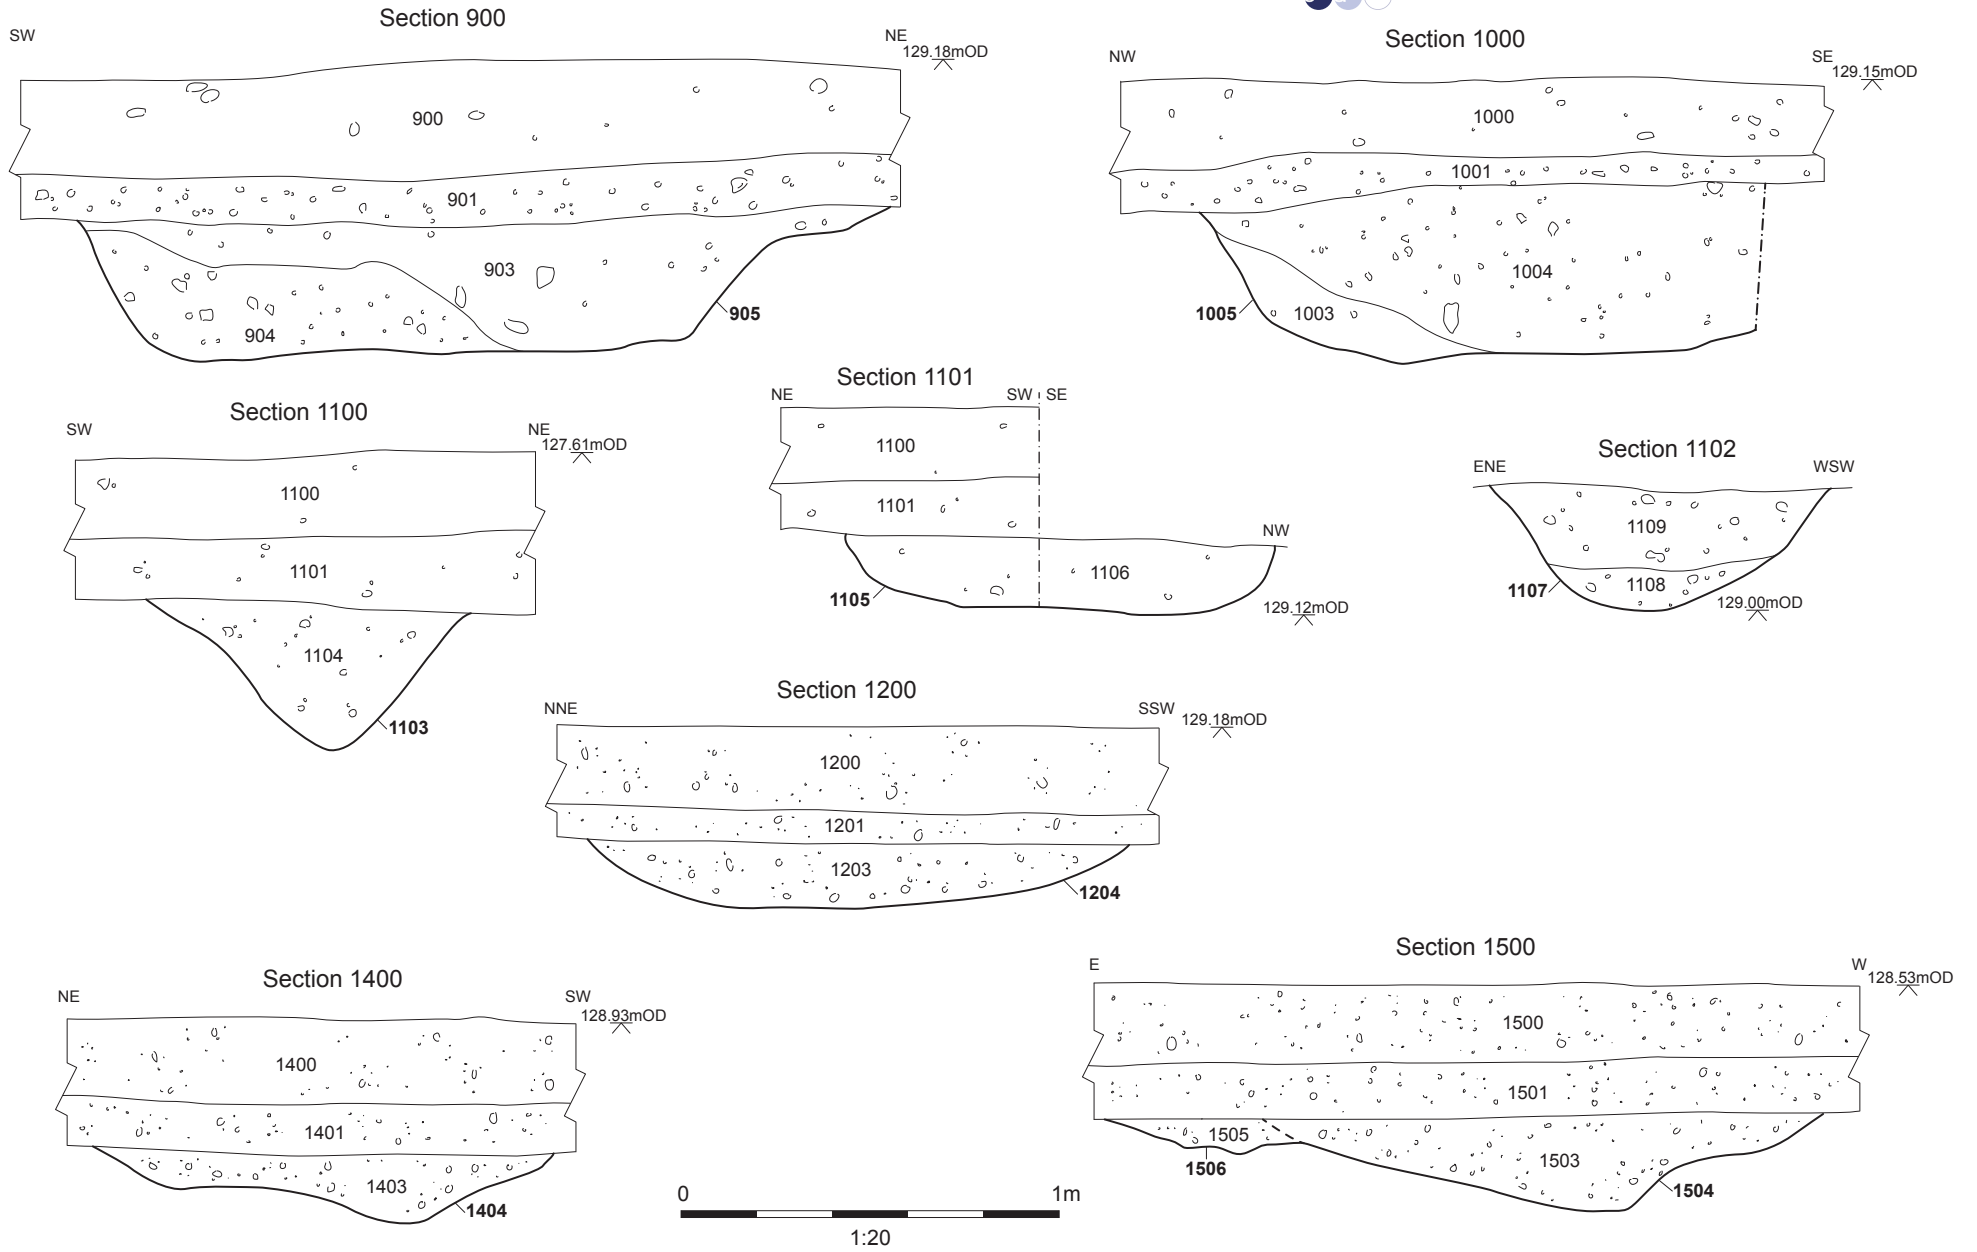 Section 900
SW
NE
129.18mOD
900
901
903
904
905
Section 1000
NW
SE
129.15mOD
1000
1001
1004
1003
1005
Section 1100
SW
NE
127.61mOD
1100
1101
1104
1103
Section 1101
NE
SW
SE
NW
1100
1101
1106
1105
129.12mOD
Section 1102
ENE
WSW
1109
1108
1107
129.00mOD
Section 1200
NNE
SSW
129.18mOD
1200
1201
1203
1204
Section 1400
NE
SW
128.93mOD
1400
1401
1403
1404
Section 1500
E
W
128.53mOD
1500
1501
1505
1503
1506
1504
0
1m
1:20